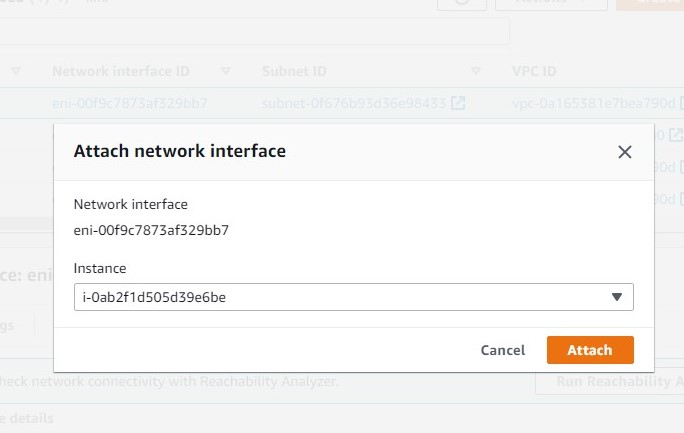 Actions
Network interface ID
Subnet ID
VPC ID
eni-00f9c7873af329bb7
subnet-0f676b93d36e98433
vpc-0a165381e7bea790d
Attach network interface
Network interface
eni-00f9c7873af329bb7
Instance
i-0ab2f1d505d39e6be
Cancel
Attach
ce: eni
gs
heck network connectivity with Reachability Analyzer.
Run Reachability A
e details